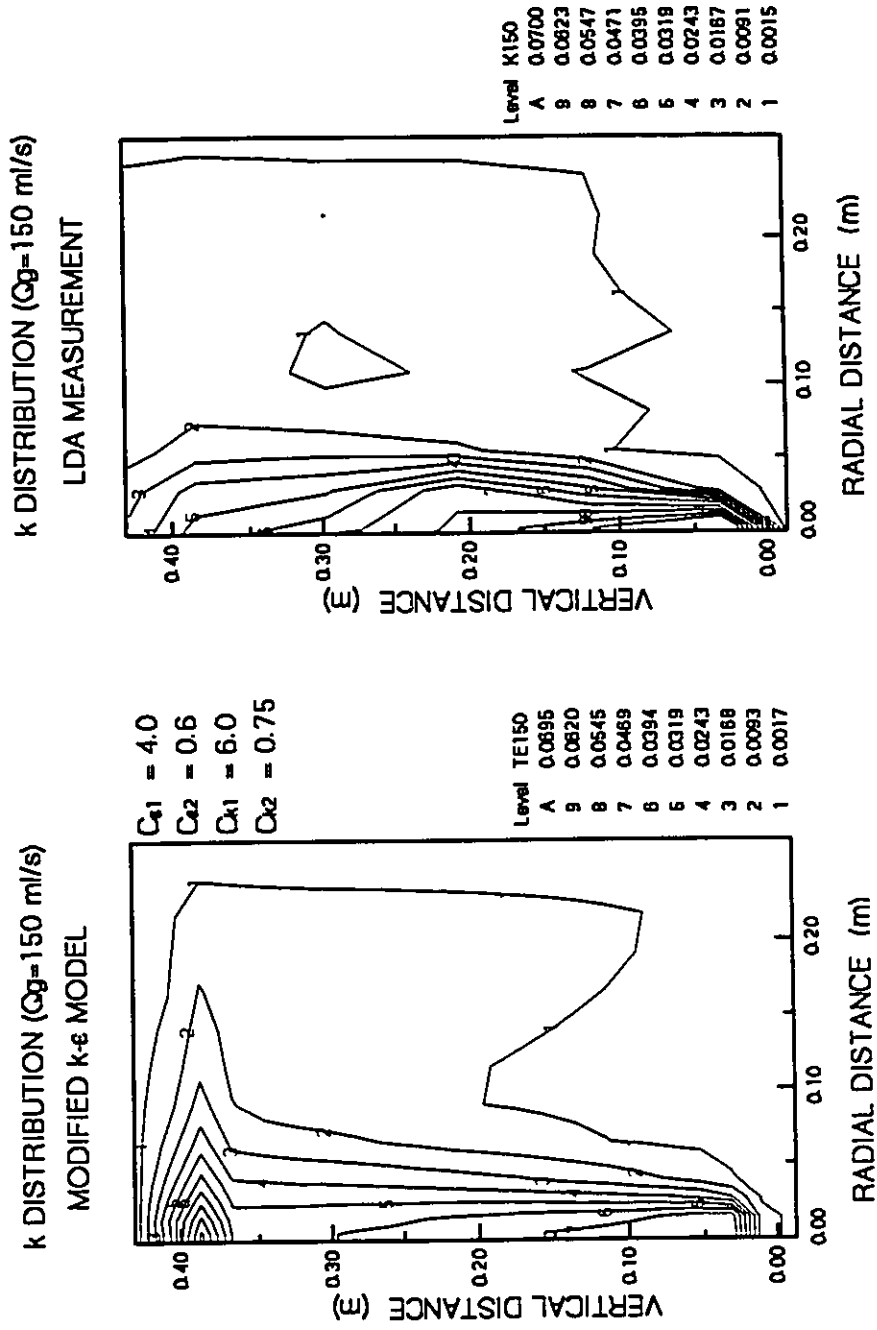 k DISTRIBUTION (Qg=150 ml/s)
MODIFIED k-ε MODEL
Cε1 = 4.0
Cε2 = 0.6
Ck1 = 6.0
Ck2 = 0.75
VERTICAL DISTANCE (m)
0.40
0.30
0.20
0.10
0.00
0.00
0.10
0.20
RADIAL DISTANCE (m)
Level TE150
A 0.0695
9 0.0620
8 0.0545
7 0.0469
6 0.0394
5 0.0319
4 0.0243
3 0.0168
2 0.0093
1 0.0017
k DISTRIBUTION (Qg=150 ml/s)
LDA MEASUREMENT
VERTICAL DISTANCE (m)
0.40
0.30
0.20
0.10
0.00
0.00
0.10
0.20
RADIAL DISTANCE (m)
Level K150
A 0.0700
9 0.0623
8 0.0547
7 0.0471
6 0.0395
5 0.0319
4 0.0243
3 0.0167
2 0.0091
1 0.0015